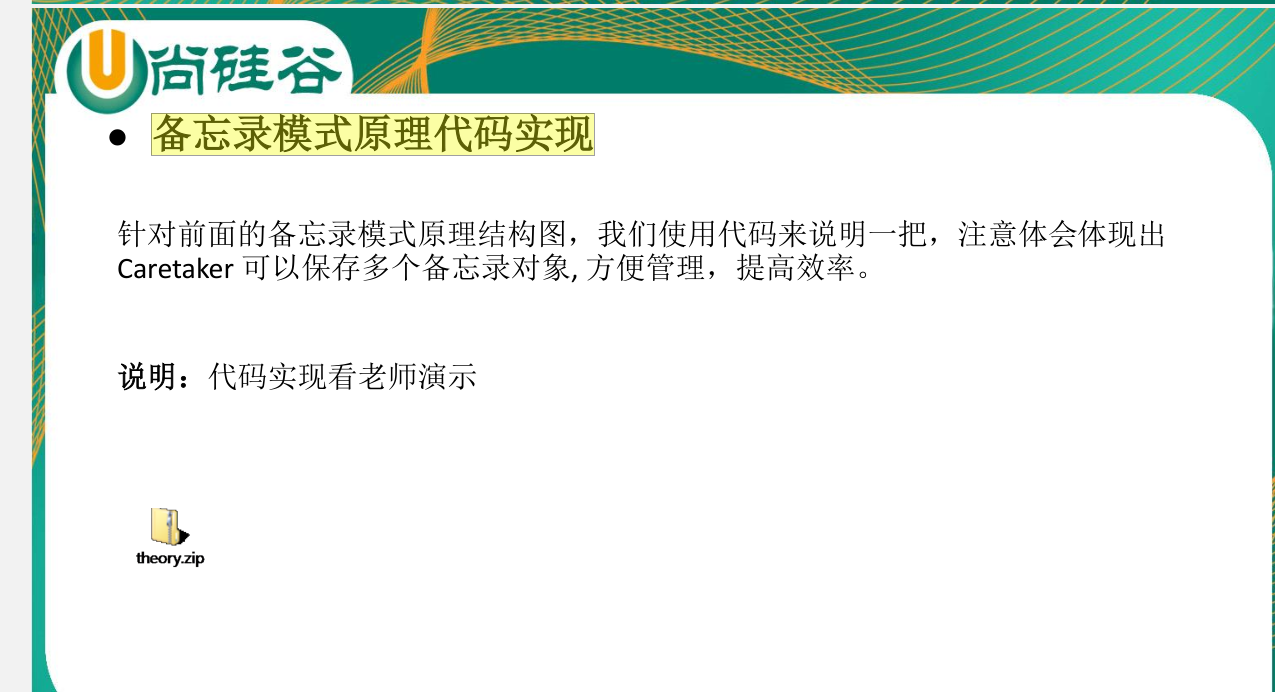 尚硅谷
● 备忘录模式原理代码实现
针对前面的备忘录模式原理结构图，我们使用代码来说明一把，注意体会体现出
Caretaker 可以保存多个备忘录对象, 方便管理，提高效率。
说明：代码实现看老师演示
theory.zip